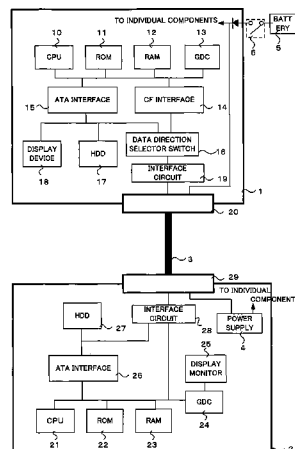 TO INDIVIDUAL COMPONENTS
BATT
ERY
6
5
10
11
12
13
CPU
ROM
RAM
GDC
ATA INTERFACE
CF INTERFACE
15
14
DATA DIRECTION
SELECTOR SWITCH
16
DISPLAY
DEVICE
HDD
INTERFACE
CIRCUIT
18
17
19
1
20
3
29
TO INDIVIDUAL
COMPONENT
HDD
27
INTERFACE
CIRCUIT
28
POWER
SUPPLY
4
25
DISPLAY
MONITOR
ATA INTERFACE
26
GDC
24
CPU
ROM
RAM
21
22
23